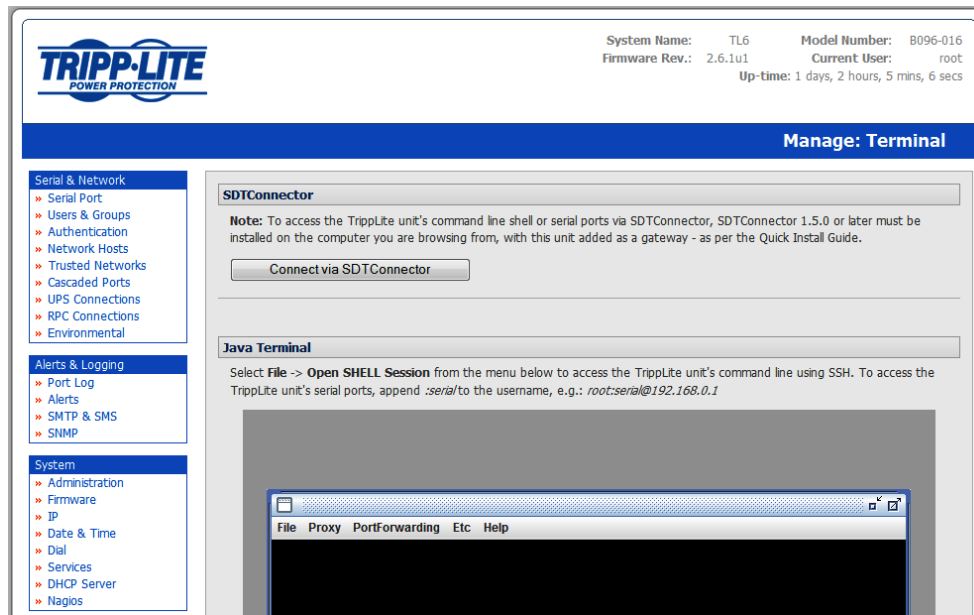 TRIPP·LITE
POWER PROTECTION
System Name: TL6 Model Number: B096-016
Firmware Rev.: 2.6.1u1 Current User: root
Up-time: 1 days, 2 hours, 5 mins, 6 secs
Manage: Terminal
Serial & Network
» Serial Port
» Users & Groups
» Authentication
» Network Hosts
» Trusted Networks
» Cascaded Ports
» UPS Connections
» RPC Connections
» Environmental
Alerts & Logging
» Port Log
» Alerts
» SMTP & SMS
» SNMP
System
» Administration
» Firmware
» IP
» Date & Time
» Dial
» Services
» DHCP Server
» Nagios
SDTConnector
Note: To access the TrippLite unit's command line shell or serial ports via SDTConnector, SDTConnector 1.5.0 or later must be
installed on the computer you are browsing from, with this unit added as a gateway - as per the Quick Install Guide.
Connect via SDTConnector
Java Terminal
Select File -> Open SHELL Session from the menu below to access the TrippLite unit's command line using SSH. To access the
TrippLite unit's serial ports, append :serial to the username, e.g.: root:serial@192.168.0.1
File Proxy PortForwarding Etc Help